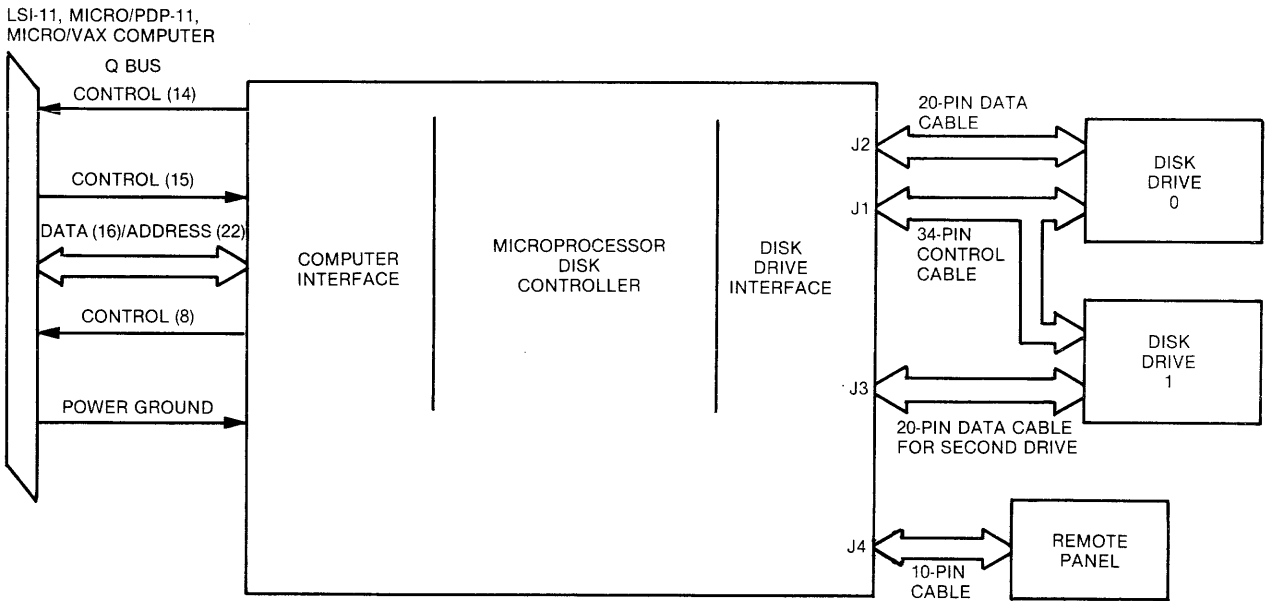 LSI-11, MICRO/PDP-11,
MICRO/VAX COMPUTER
Q BUS
CONTROL (14)
CONTROL (15)
DATA (16)/ADDRESS (22)
CONTROL (8)
POWER GROUND
COMPUTER
INTERFACE
MICROPROCESSOR
DISK
CONTROLLER
DISK
DRIVE
INTERFACE
J2
J1
J3
J4
20-PIN DATA
CABLE
34-PIN
CONTROL
CABLE
20-PIN DATA CABLE
FOR SECOND DRIVE
10-PIN
CABLE
DISK
DRIVE
0
DISK
DRIVE
1
REMOTE
PANEL